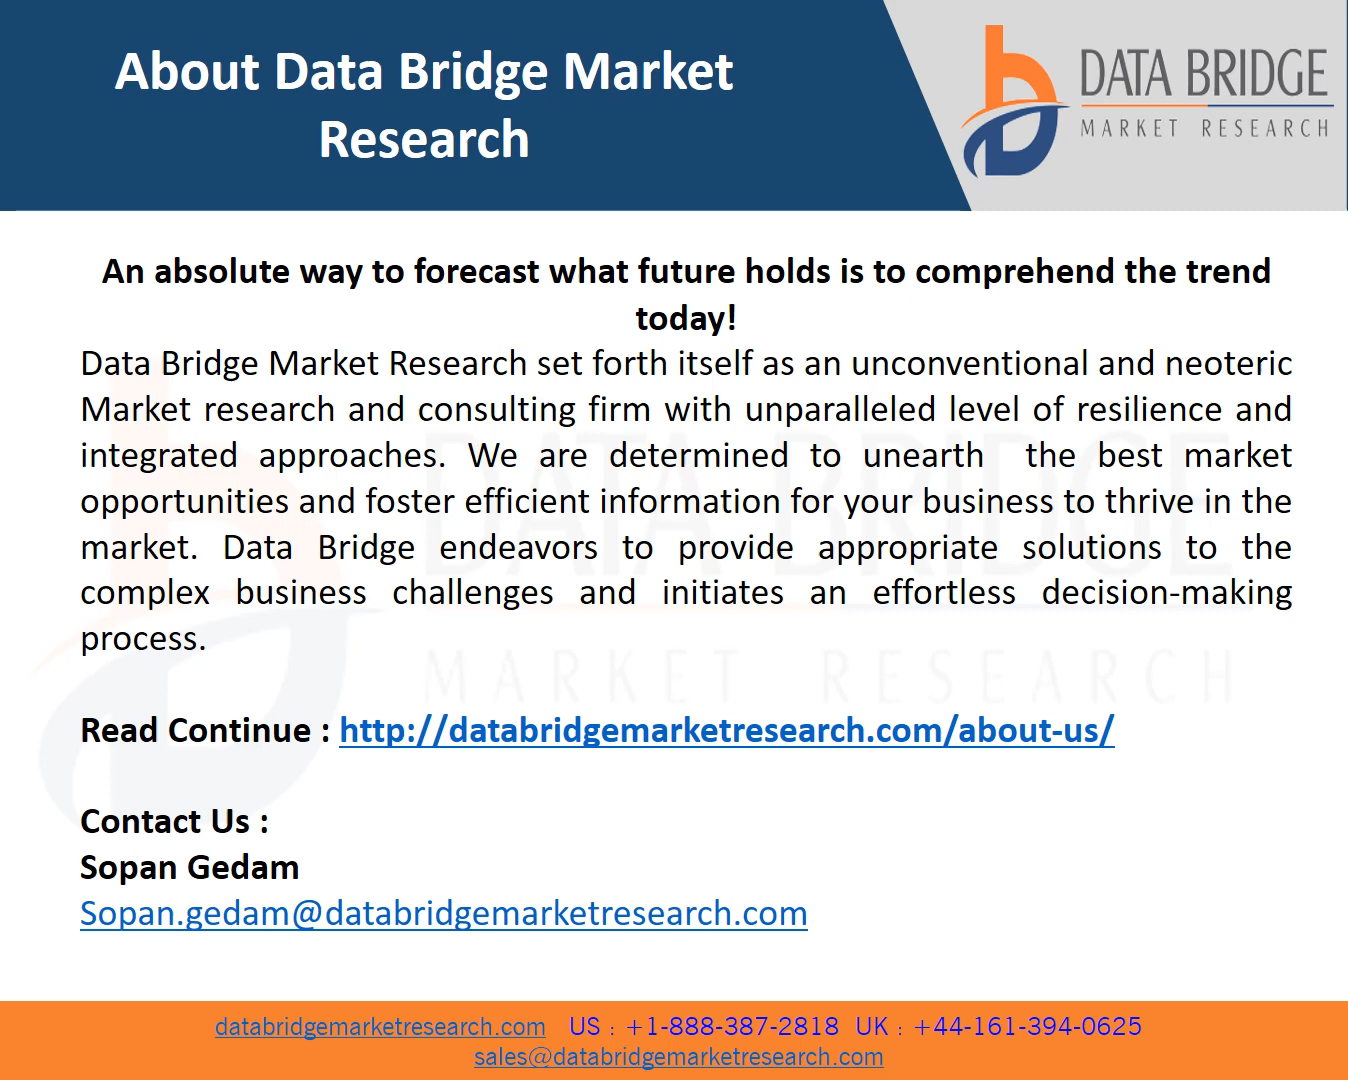 About Data Bridge Market
Research
DATA BRIDGE
MARKET RESEARCH
An absolute way to forecast what future holds is to comprehend the trend
today!
Data Bridge Market Research set forth itself as an unconventional and neoteric
Market research and consulting firm with unparalleled level of resilience and
integrated approaches. We are determined to unearth the best market
opportunities and foster efficient information for your business to thrive in the
market. Data Bridge endeavors to provide appropriate solutions to the
complex business challenges and initiates an effortless decision-making
process.
DATA BRIDGE
MARKET RESEARCH
Read Continue : http://databridgemarketresearch.com/about-us/
Contact Us :
Sopan Gedam
Sopan.gedam@databridgemarketresearch.com
databridgemarketresearch.com US : +1-888-387-2818 UK : +44-161-394-0625
sales@databridgemarketresearch.com